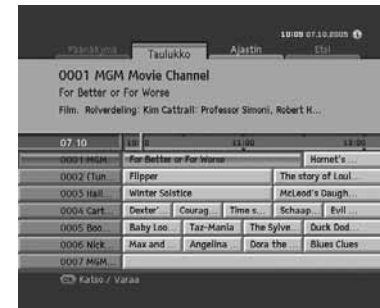 10:09 07.10.2005
Päänäkymä Taulukko Ajastin Etsi
0001 MGM Movie Channel
For Better or For Worse
Film. Rolverdeling: Kim Cattrall: Professor Simoni, Robert H...
07.10 11:00 12:00
0001 MGM For Better or For Worse Hornet's ...
0002 (Tun... Flipper The story of Loui...
0003 Hall... Winter Solstice McLeod's Daugh...
0004 Cart... Dexter'... Courag... Time s... Schaap... Evil ...
0005 Boo... Baby Loo... Taz-Mania The Sylve... Duck Dod...
0006 Nick... Max and ... Angelina ... Dora the ... Blues Clues
0007 MGM...
OK Katso / Varaa